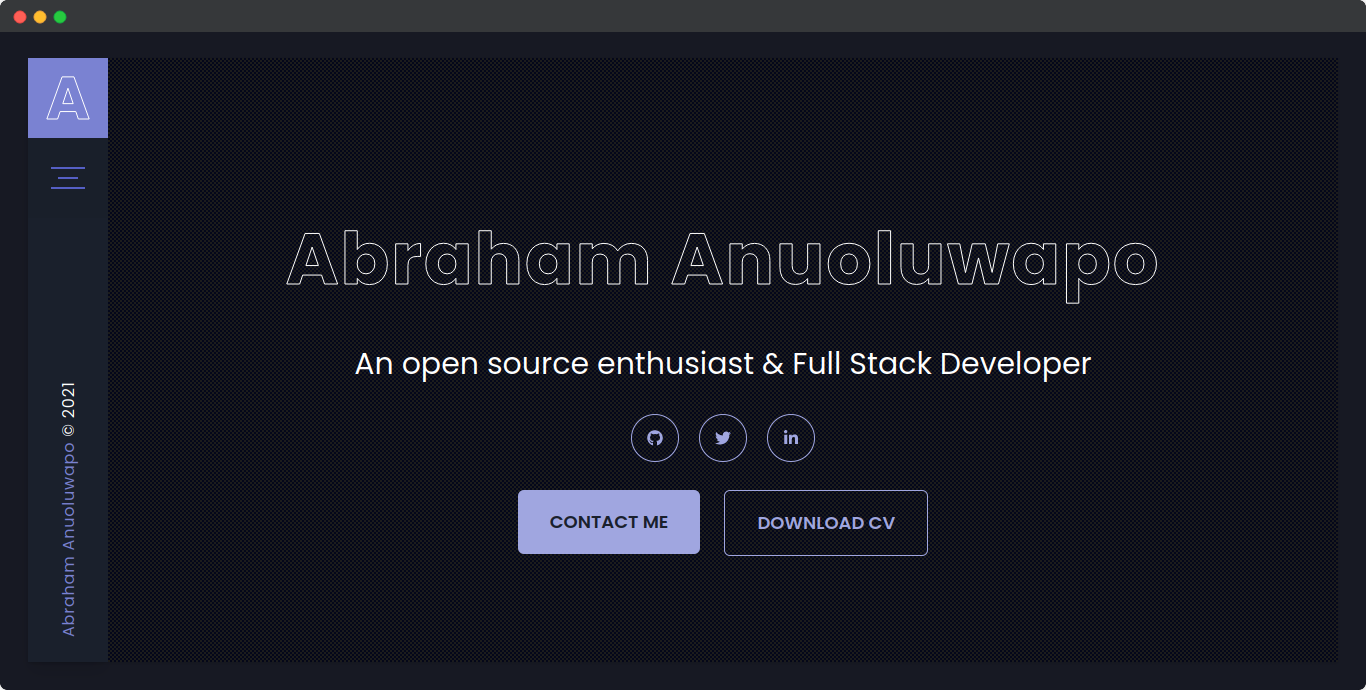 A
Abraham Anuoluwapo © 2021
Abraham Anuoluwapo
An open source enthusiast & Full Stack Developer
in
CONTACT ME
DOWNLOAD CV